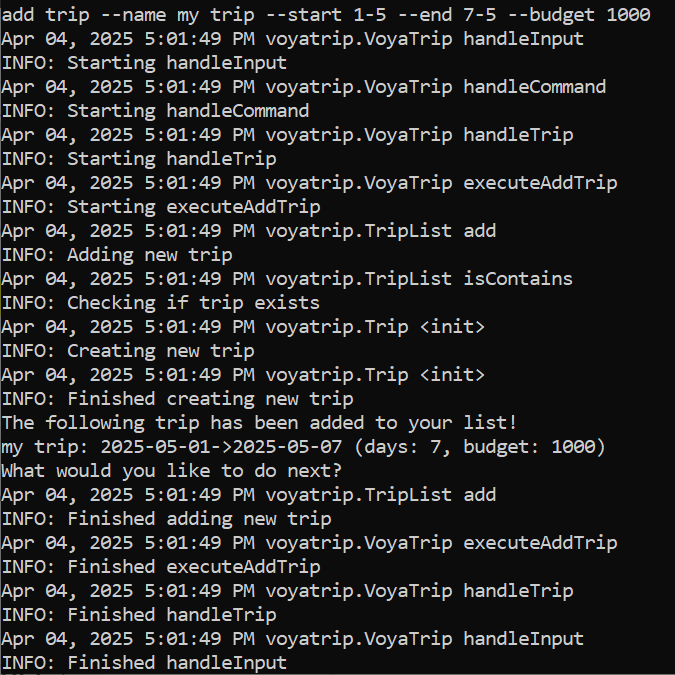 add trip --name my trip --start 1-5 --end 7-5 --budget 1000
Apr 04, 2025 5:01:49 PM voyatrip.VoyaTrip handleInput
INFO: Starting handleInput
Apr 04, 2025 5:01:49 PM voyatrip.VoyaTrip handleCommand
INFO: Starting handleCommand
Apr 04, 2025 5:01:49 PM voyatrip.VoyaTrip handleTrip
INFO: Starting handleTrip
Apr 04, 2025 5:01:49 PM voyatrip.VoyaTrip executeAddTrip
INFO: Starting executeAddTrip
Apr 04, 2025 5:01:49 PM voyatrip.TripList add
INFO: Adding new trip
Apr 04, 2025 5:01:49 PM voyatrip.TripList isContains
INFO: Checking if trip exists
Apr 04, 2025 5:01:49 PM voyatrip.Trip <init>
INFO: Creating new trip
Apr 04, 2025 5:01:49 PM voyatrip.Trip <init>
INFO: Finished creating new trip
The following trip has been added to your list!
my trip: 2025-05-01->2025-05-07 (days: 7, budget: 1000)
What would you like to do next?
Apr 04, 2025 5:01:49 PM voyatrip.TripList add
INFO: Finished adding new trip
Apr 04, 2025 5:01:49 PM voyatrip.VoyaTrip executeAddTrip
INFO: Finished executeAddTrip
Apr 04, 2025 5:01:49 PM voyatrip.VoyaTrip handleTrip
INFO: Finished handleTrip
Apr 04, 2025 5:01:49 PM voyatrip.VoyaTrip handleInput
INFO: Finished handleInput